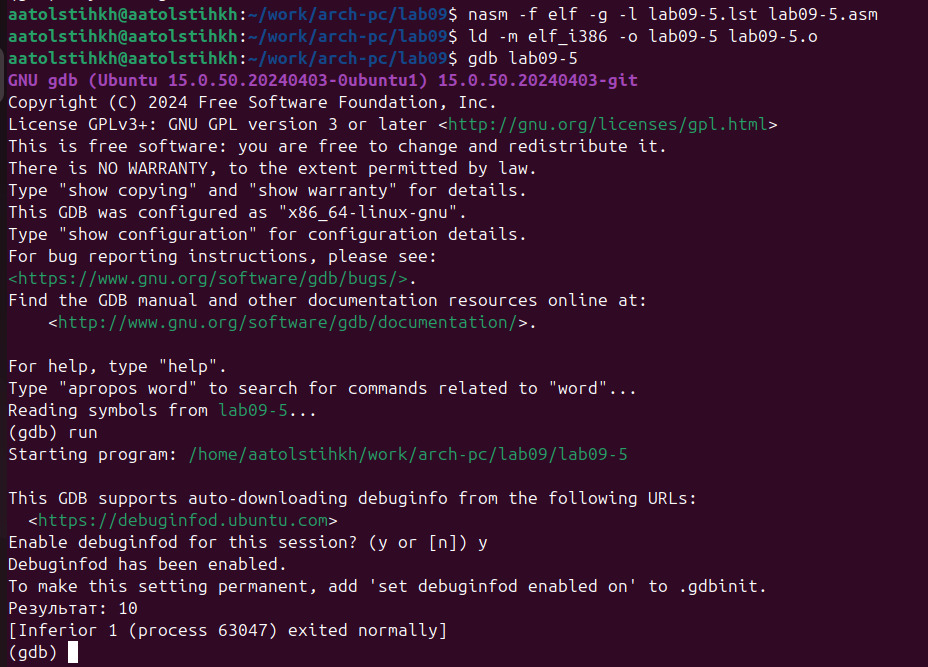 aatolstihkh@aatolstihkh:~/work/arch-pc/lab09$ nasm -f elf -g -l lab09-5.lst lab09-5.asm
aatolstihkh@aatolstihkh:~/work/arch-pc/lab09$ ld -m elf_i386 -o lab09-5 lab09-5.o
aatolstihkh@aatolstihkh:~/work/arch-pc/lab09$ gdb lab09-5
GNU gdb (Ubuntu 15.0.50.20240403-0ubuntu1) 15.0.50.20240403-git
Copyright (C) 2024 Free Software Foundation, Inc.
License GPLv3+: GNU GPL version 3 or later <http://gnu.org/licenses/gpl.html>
This is free software: you are free to change and redistribute it.
There is NO WARRANTY, to the extent permitted by law.
Type "show copying" and "show warranty" for details.
This GDB was configured as "x86_64-linux-gnu".
Type "show configuration" for configuration details.
For bug reporting instructions, please see:
<https://www.gnu.org/software/gdb/bugs/>.
Find the GDB manual and other documentation resources online at:
    <http://www.gnu.org/software/gdb/documentation/>.

For help, type "help".
Type "apropos word" to search for commands related to "word"...
Reading symbols from lab09-5...
(gdb) run
Starting program: /home/aatolstihkh/work/arch-pc/lab09/lab09-5

This GDB supports auto-downloading debuginfo from the following URLs:
  <https://debuginfod.ubuntu.com>
Enable debuginfod for this session? (y or [n]) y
Debuginfod has been enabled.
To make this setting permanent, add 'set debuginfod enabled on' to .gdbinit.
Результат: 10
[Inferior 1 (process 63047) exited normally]
(gdb)